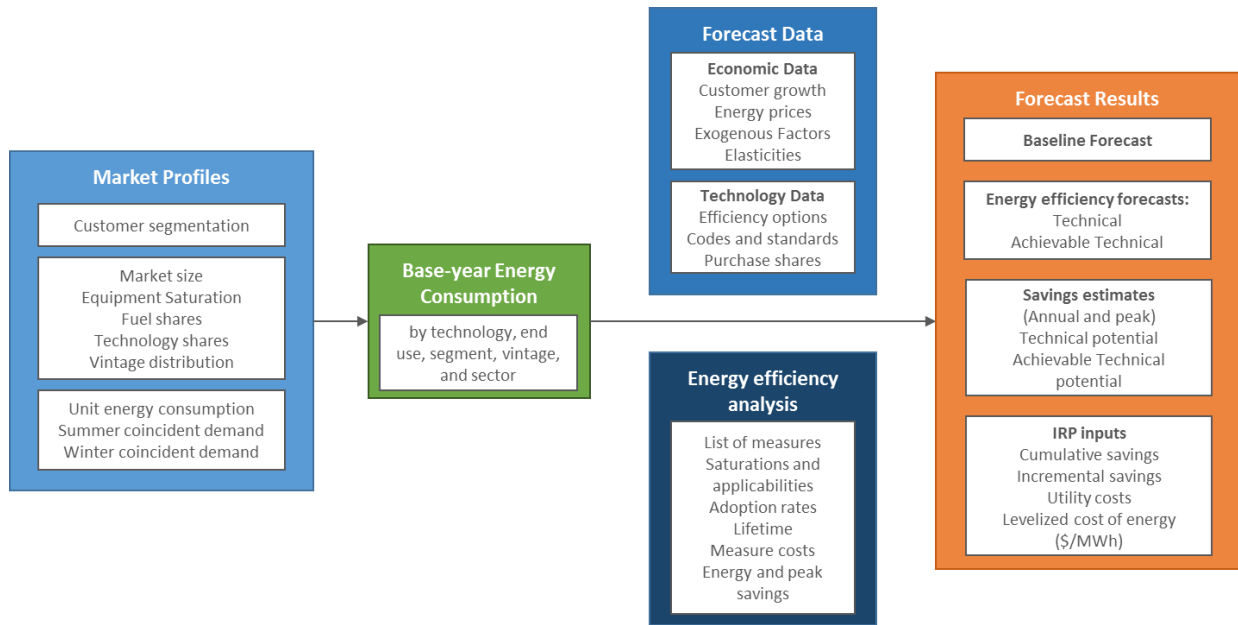 Market Profiles
Customer segmentation
Market size
Equipment Saturation
Fuel shares
Technology shares
Vintage distribution
Unit energy consumption
Summer coincident demand
Winter coincident demand
Base-year Energy
Consumption
by technology, end
use, segment, vintage,
and sector
Forecast Data
Economic Data
Customer growth
Energy prices
Exogenous Factors
Elasticities
Technology Data
Efficiency options
Codes and standards
Purchase shares
Energy efficiency
analysis
List of measures
Saturations and
applicabilities
Adoption rates
Lifetime
Measure costs
Energy and peak
savings
Forecast Results
Baseline Forecast
Energy efficiency forecasts:
Technical
Achievable Technical
Savings estimates
(Annual and peak)
Technical potential
Achievable Technical
potential
IRP inputs
Cumulative savings
Incremental savings
Utility costs
Levelized cost of energy
($/MWh)